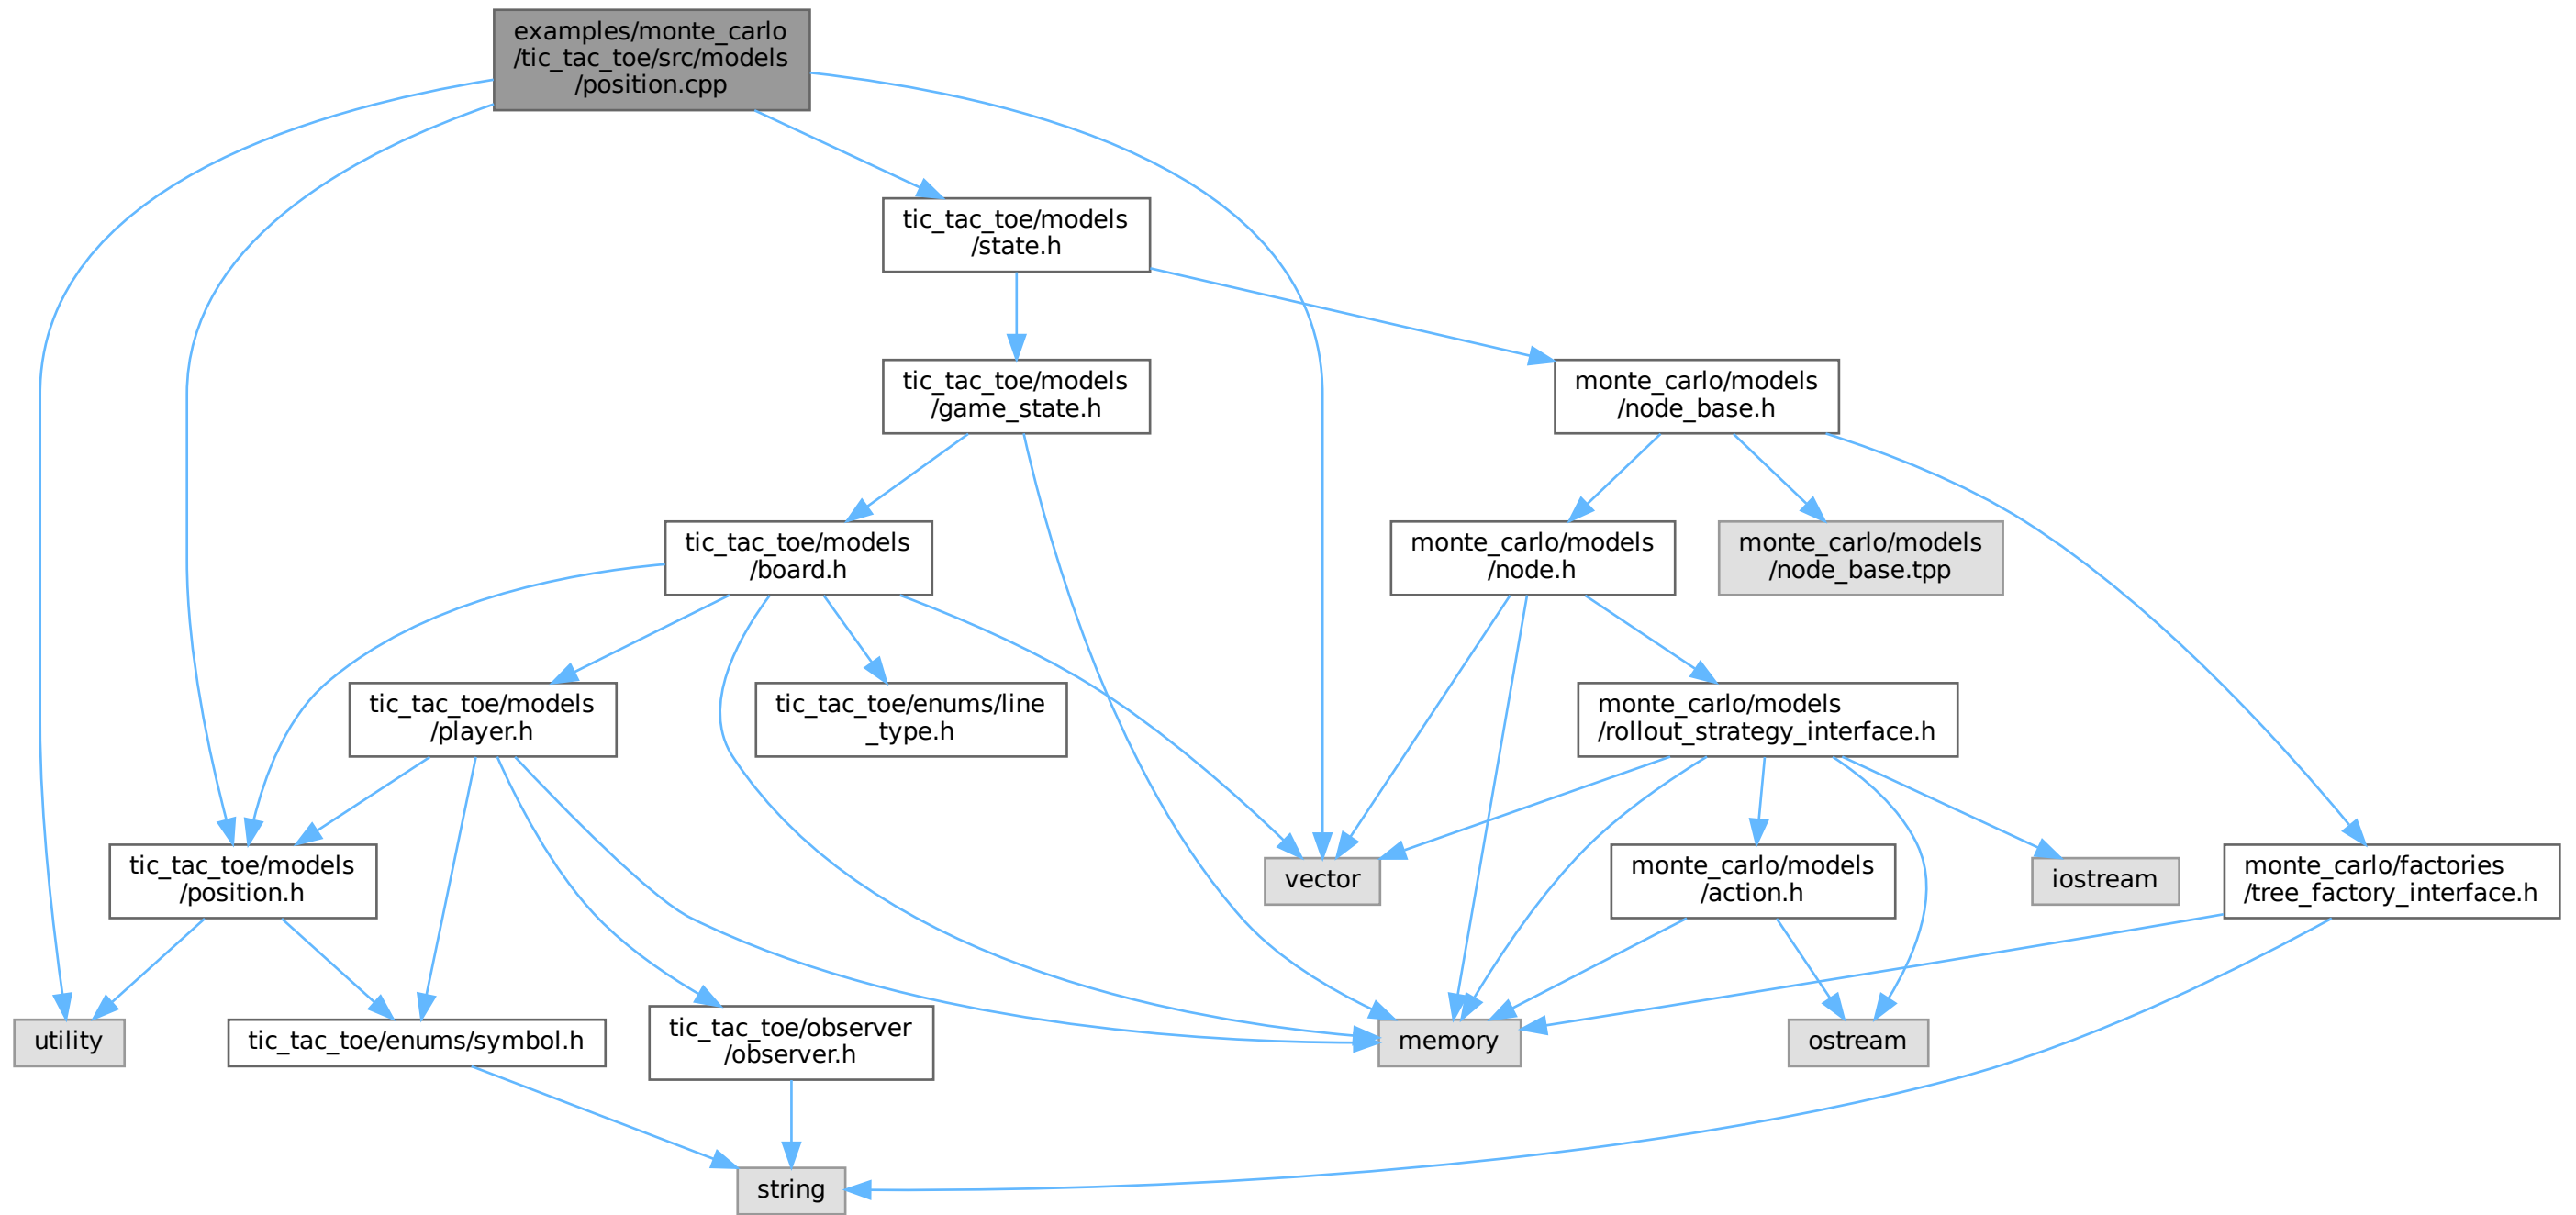 examples/monte_carlo
/tic_tac_toe/src/models
/position.cpp
tic_tac_toe/models
/state.h
tic_tac_toe/models
/game_state.h
monte_carlo/models
/node_base.h
tic_tac_toe/models
/board.h
monte_carlo/models
/node.h
monte_carlo/models
/node_base.tpp
tic_tac_toe/models
/player.h
tic_tac_toe/enums/line
_type.h
monte_carlo/models
/rollout_strategy_interface.h
tic_tac_toe/models
/position.h
vector
monte_carlo/models
/action.h
iostream
monte_carlo/factories
/tree_factory_interface.h
utility
tic_tac_toe/enums/symbol.h
tic_tac_toe/observer
/observer.h
memory
ostream
string